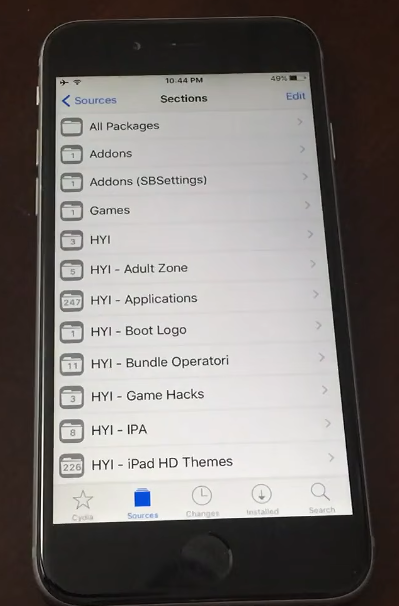 10:44 PM
49%
Sources
Sections
Edit
All Packages
1
Addons
1
Addons (SBSettings)
1
Games
3
HYI
5
HYI - Adult Zone
247
HYI - Applications
1
HYI - Boot Logo
11
HYI - Bundle Operatori
3
HYI - Game Hacks
8
HYI - IPA
226
HYI - iPad HD Themes
Cydia
Sources
Changes
Installed
Search